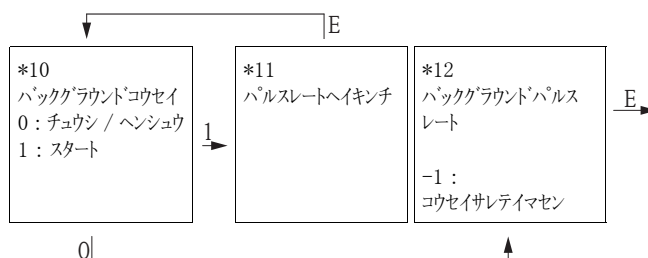 E
*10
ﾊﾞｯｸｸﾞﾗｳﾝﾄﾞｺｳｾｲ
0 : ﾁｭｳｼ / ﾍﾝｼｭｳ
1 : ｽﾀｰﾄ
1
*11
ﾊﾟﾙｽﾚｰﾄﾍｲｷﾝﾁ
*12
ﾊﾞｯｸｸﾞﾗｳﾝﾄﾞﾊﾟﾙｽ
ﾚｰﾄ
-1 :
ｺｳｾｲｻﾚﾃｲﾏｾﾝ
E
0